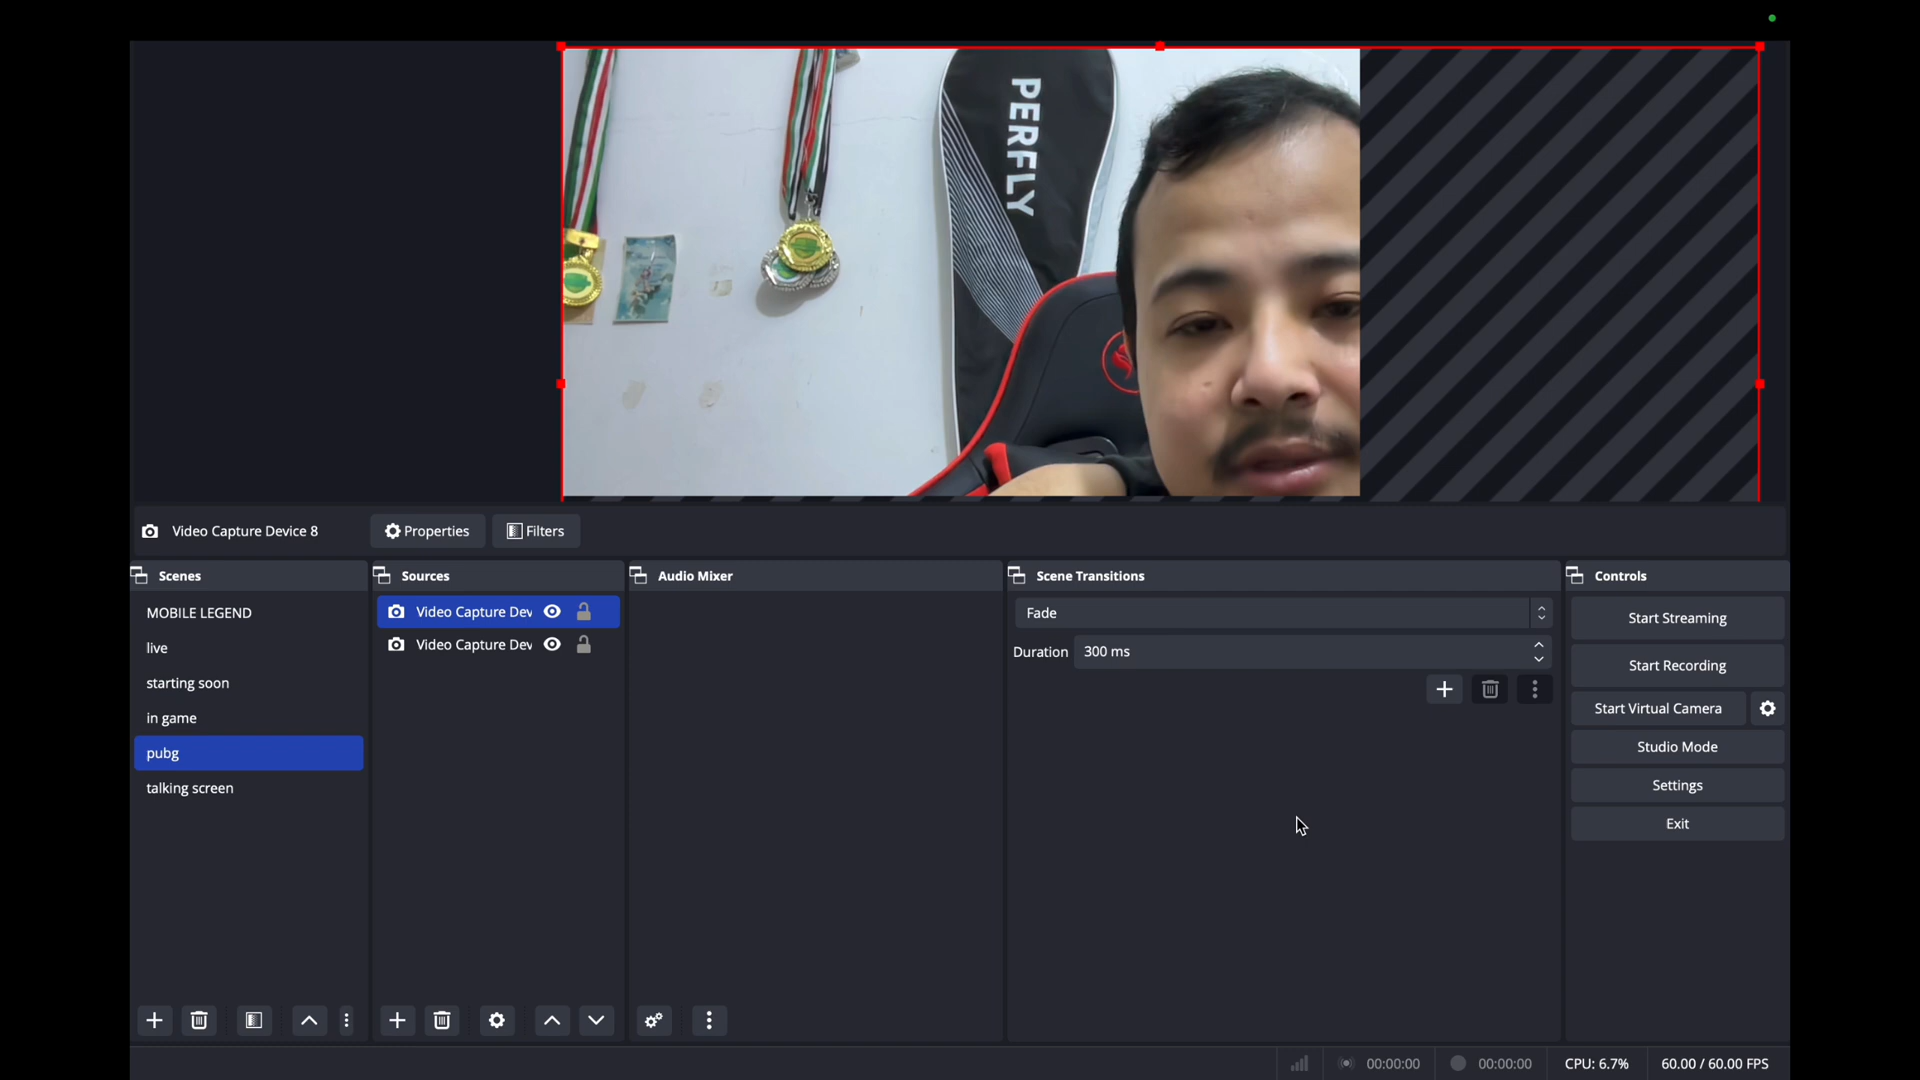 PERFLY
Video Capture Device 8
Properties
Filters
Scenes
MOBILE LEGEND
live
starting soon
in game
pubg
talking screen
Sources
Video Capture Dev
Video Capture Dev
Audio Mixer
Scene Transitions
Fade
Duration 300 ms
Controls
Start Streaming
Start Recording
Start Virtual Camera
Studio Mode
Settings
Exit
00:00:00
00:00:00
CPU: 6.7%
60.00 / 60.00 FPS